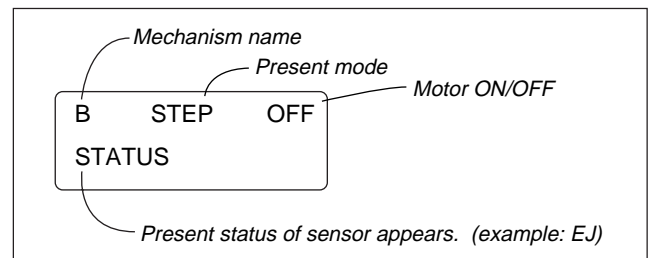 Mechanism name
Present mode
Motor ON/OFF
B STEP OFF
STATUS
Present status of sensor appears. (example: EJ)